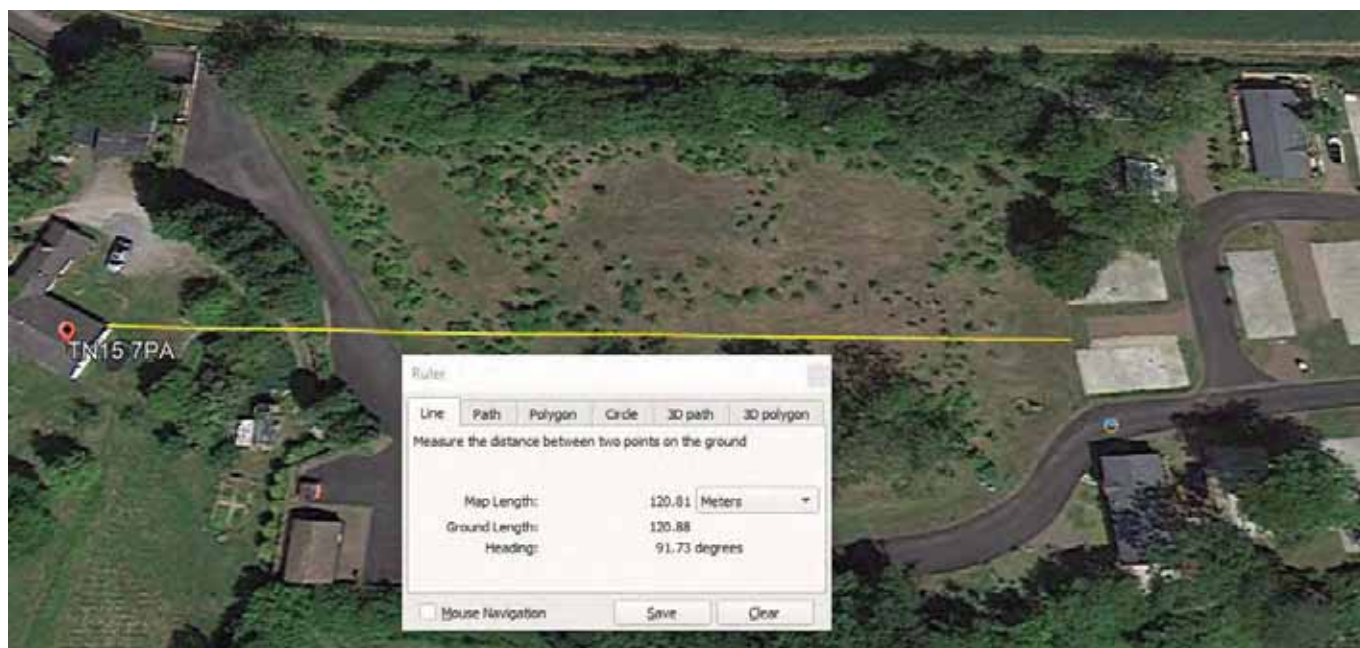 TN15 7PA
Ruler
Line Path Polygon Circle 3D path 3D polygon
Measure the distance between two points on the ground
Map Length: 120.81 Meters
Ground Length: 120.88
Heading: 91.73 degrees
Mouse Navigation Save Clear